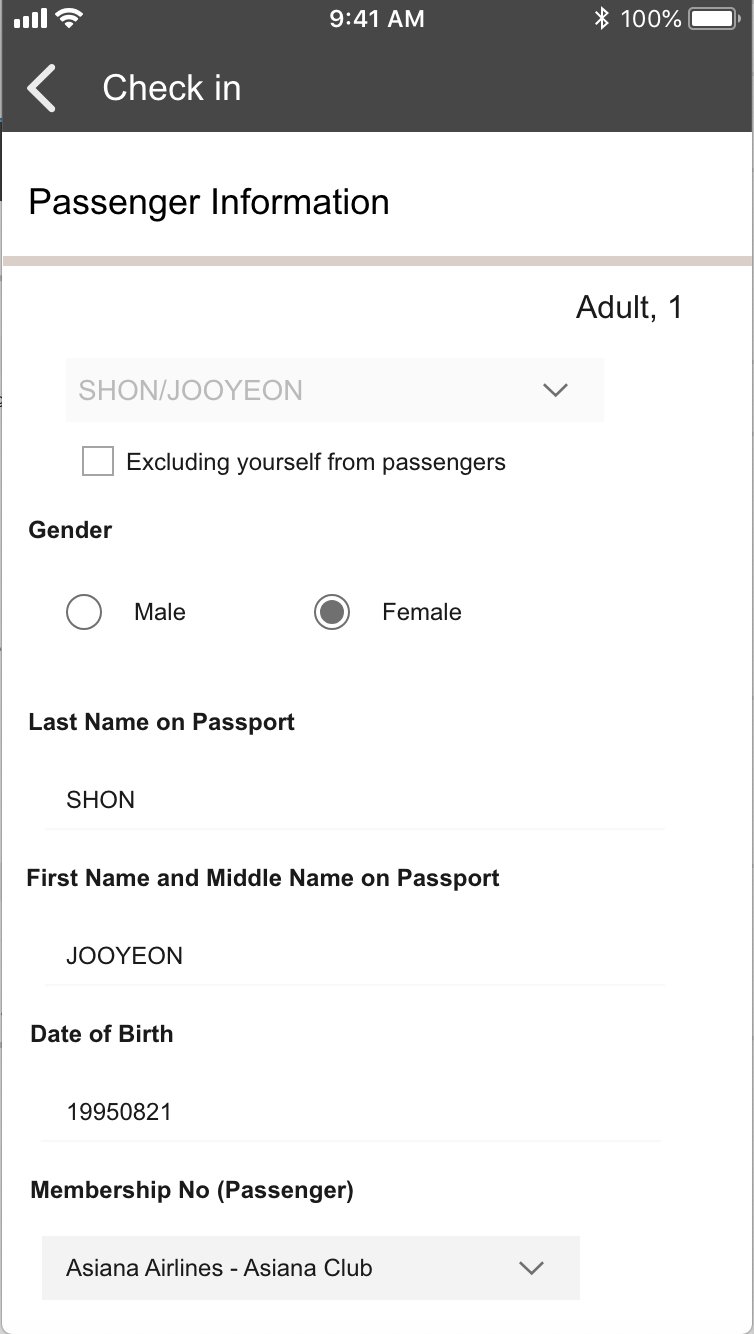 9:41 AM 100%
Check in
Passenger Information
Adult, 1
SHON/JOOYEON
Excluding yourself from passengers
Gender
Male Female
Last Name on Passport
SHON
First Name and Middle Name on Passport
JOOYEON
Date of Birth
19950821
Membership No (Passenger)
Asiana Airlines - Asiana Club